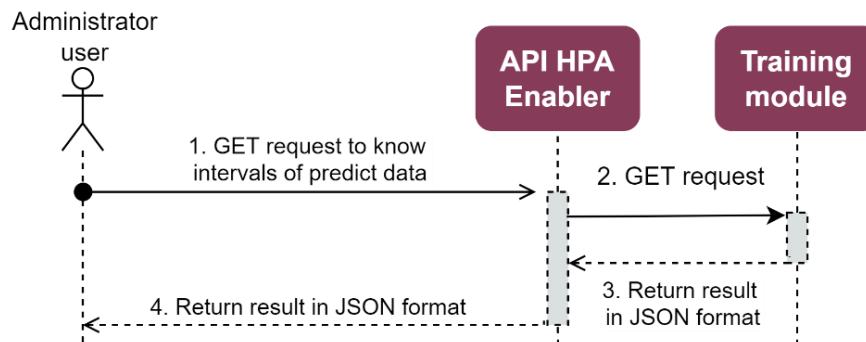 Administrator
user
API HPA
Enabler
Training
module
1. GET request to know
intervals of predict data
2. GET request
3. Return result
in JSON format
4. Return result in JSON format